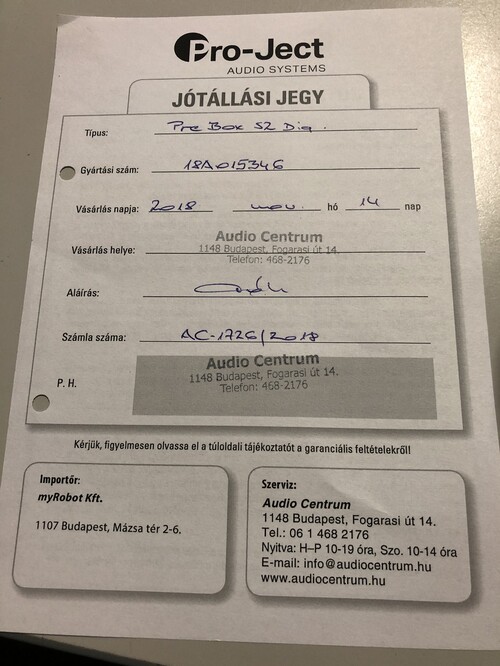 Pro-Ject
AUDIO SYSTEMS
JÓTÁLLÁSI JEGY
Típus: Pre Box S2 Dig.
Gyártási szám: 18A015346
Vásárlás napja: 2018 nov. hó 14 nap
Vásárlás helye: Audio Centrum
1148 Budapest, Fogarasi út 14.
Telefon: 468-2176
Aláírás:
Számla száma: AC-1726/2018
P. H.
Audio Centrum
1148 Budapest, Fogarasi út 14.
Telefon: 468-2176
Kérjük, figyelmesen olvassa el a túloldali tájékoztatót a garanciális feltételekről!
Importőr:
myRobot Kft.
1107 Budapest, Mázsa tér 2-6.
Szerviz:
Audio Centrum
1148 Budapest, Fogarasi út 14.
Tel.: 06 1 468 2176
Nyitva: H–P 10-19 óra, Szo. 10-14 óra
E-mail: info@audiocentrum.hu
www.audiocentrum.hu